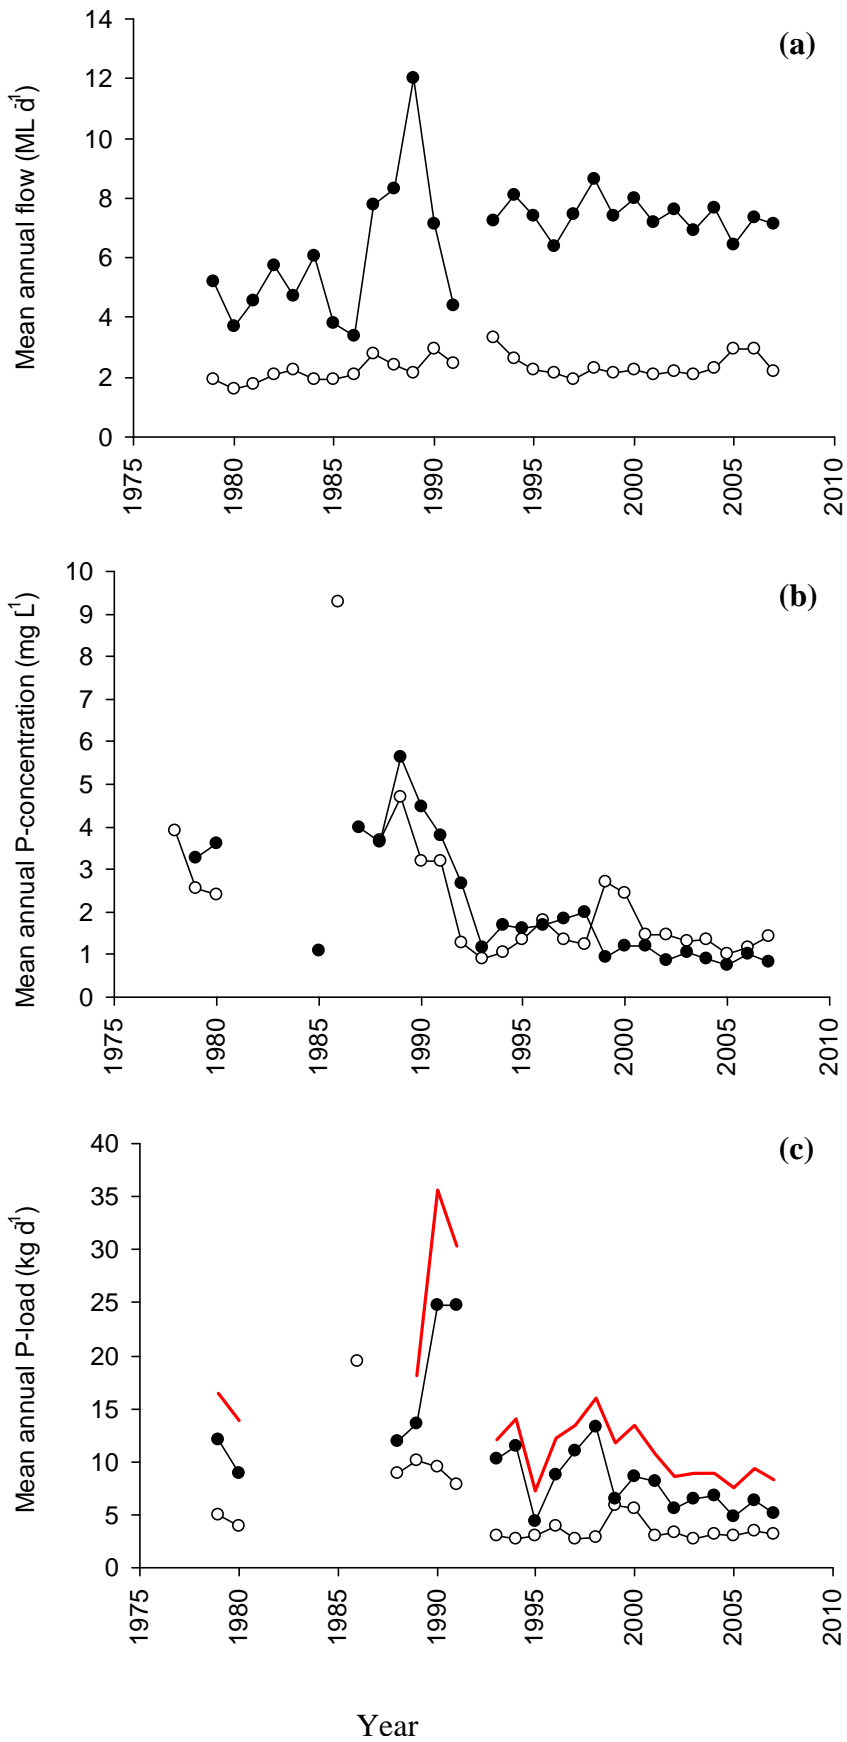 (a)
Mean annual flow (ML d-1)
14
12
10
8
6
4
2
0
1975 1980 1985 1990 1995 2000 2005 2010
(b)
Mean annual P-concentration (mg L-1)
10
9
8
7
6
5
4
3
2
1
0
1975 1980 1985 1990 1995 2000 2005 2010
(c)
Mean annual P-load (kg d-1)
40
35
30
25
20
15
10
5
0
1975 1980 1985 1990 1995 2000 2005 2010
Year